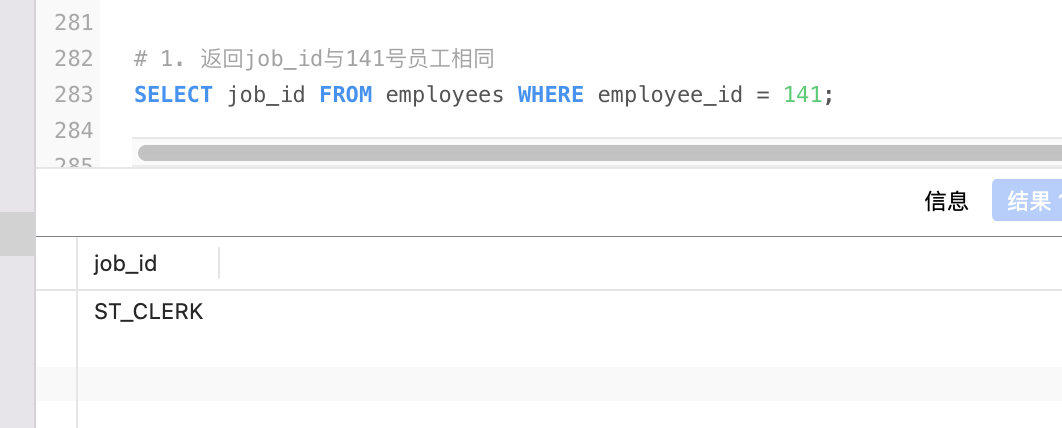 281
282 # 1. 返回job_id与141号员工相同
283 SELECT job_id FROM employees WHERE employee_id = 141;
284
285
信息 结果
job_id
ST_CLERK